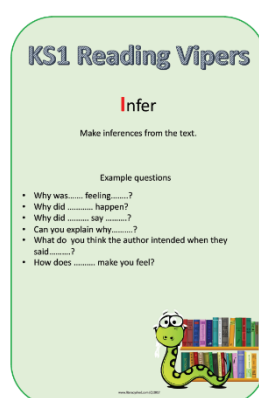 KS1 Reading Vipers
Infer
Make inferences from the text.
Example questions
• Why was....... feeling........?
• Why did ............ happen?
• Why did ........... say ..........?
• Can you explain why..........?
• What do you think the author intended when they
said..........?
• How does .......... make you feel?